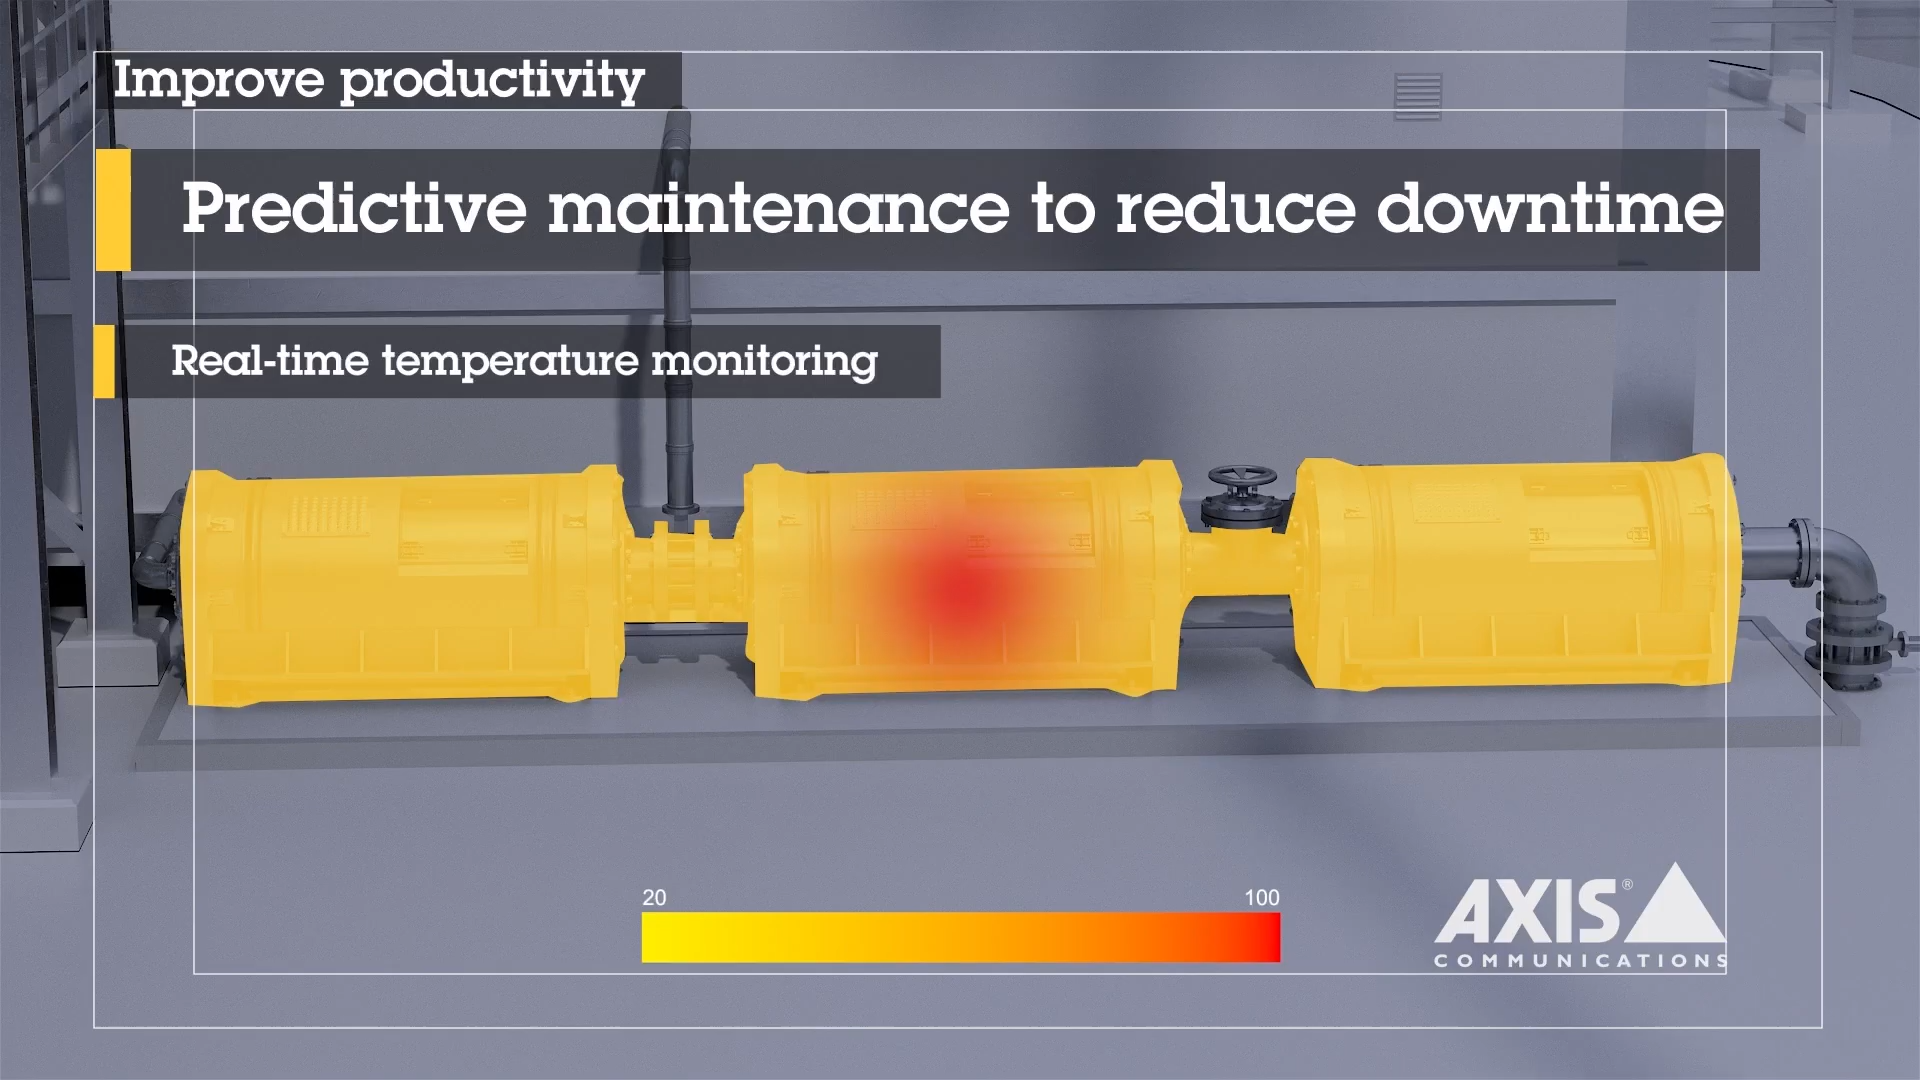 Improve productivity
Predictive maintenance to reduce downtime
Real-time temperature monitoring
20
100
AXIS®
COMMUNICATIONS